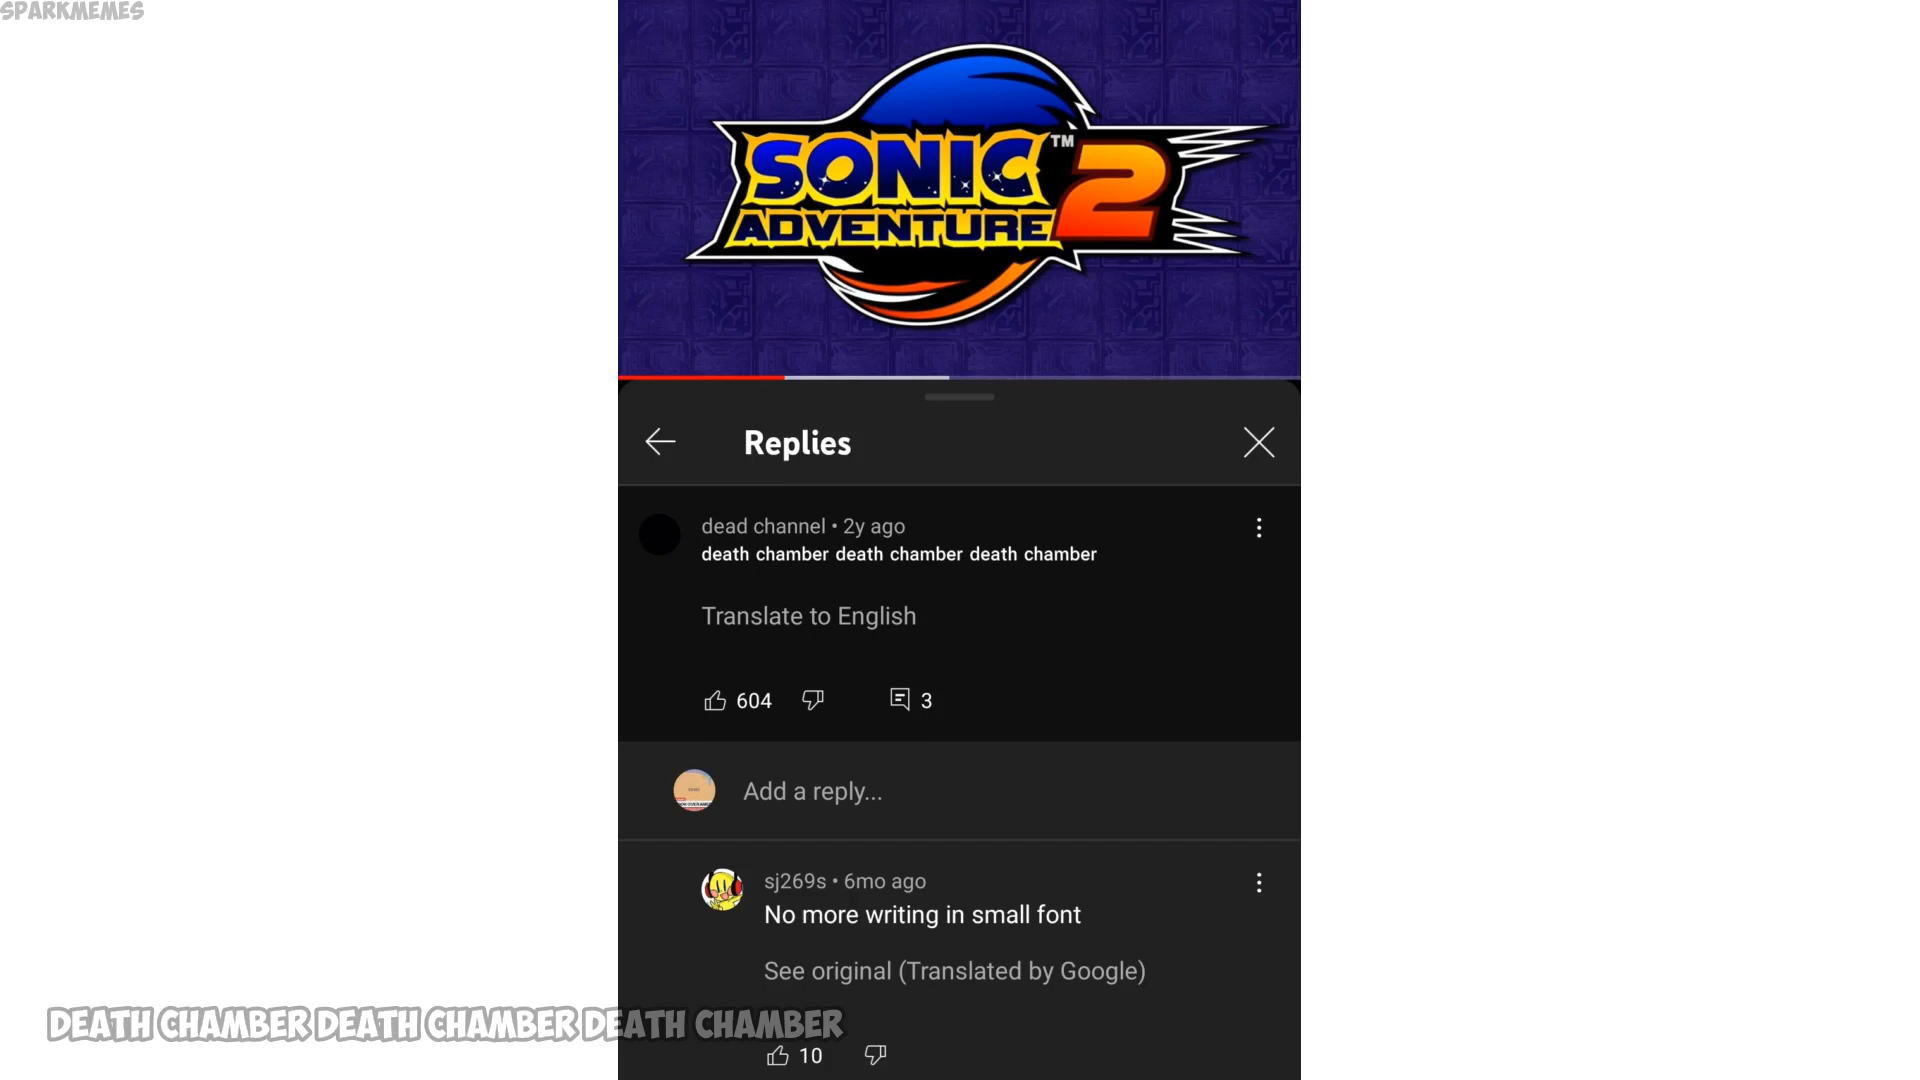 SPARKMEMES
SONIC™
ADVENTURE 2
Replies
dead channel • 2y ago
death chamber death chamber death chamber
Translate to English
604
3
Add a reply...
sj269s • 6mo ago
No more writing in small font
See original (Translated by Google)
DEATH CHAMBER DEATH CHAMBER DEATH CHAMBER
10